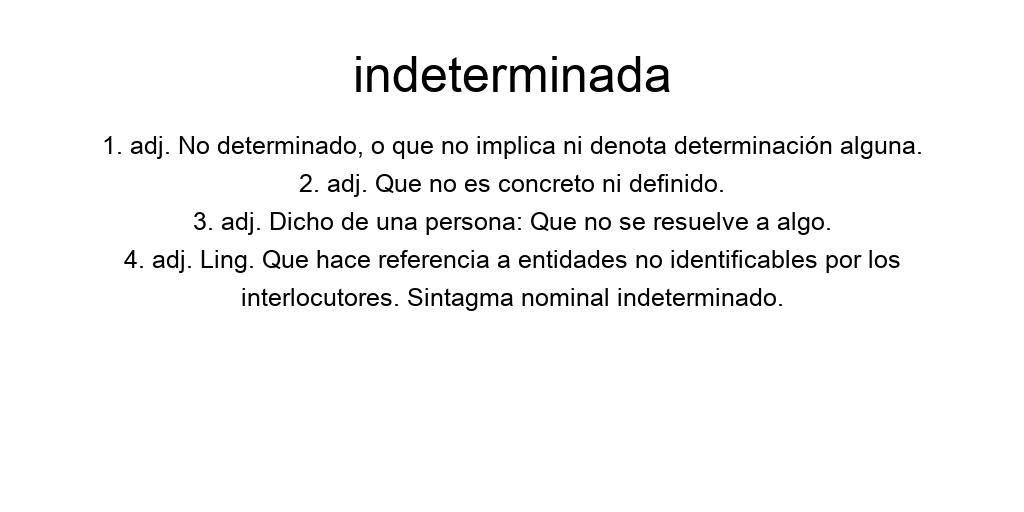 indeterminada
1. adj. No determinado, o que no implica ni denota determinación alguna.
2. adj. Que no es concreto ni definido.
3. adj. Dicho de una persona: Que no se resuelve a algo.
4. adj. Ling. Que hace referencia a entidades no identificables por los
interlocutores. Sintagma nominal indeterminado.